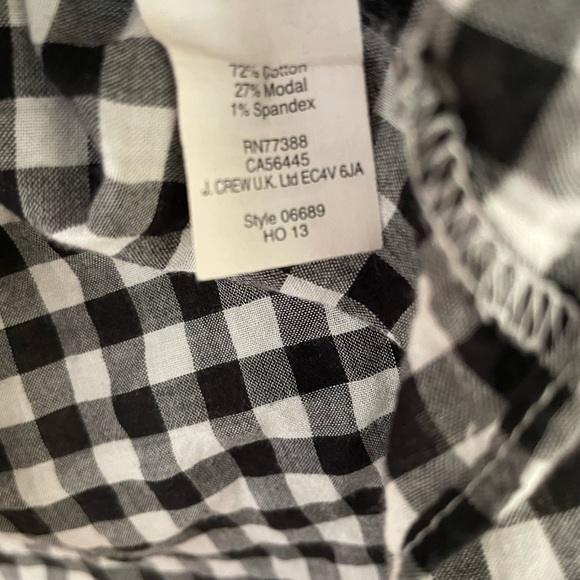 72% Cotton
27% Modal
1% Spandex
RN77388
CA56445
J. CREW U.K. Ltd EC4V 6JA
Style 06689
HO 13